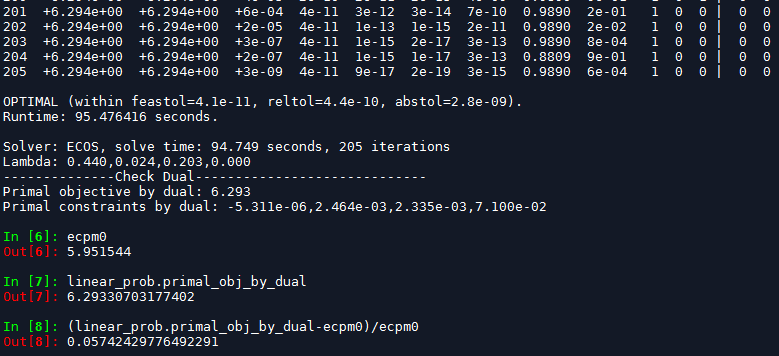 201 +6.294e+00 +6.294e+00 +6e-04 4e-11 3e-12 3e-14 7e-10 0.9890 2e-01 1 0 0 | 0 0
202 +6.294e+00 +6.294e+00 +2e-05 4e-11 1e-13 1e-15 2e-11 0.9890 2e-02 1 0 0 | 0 0
203 +6.294e+00 +6.294e+00 +3e-07 4e-11 1e-15 2e-17 3e-13 0.9890 8e-04 1 0 0 | 0 0
204 +6.294e+00 +6.294e+00 +2e-07 4e-11 1e-15 1e-17 3e-13 0.8809 9e-01 1 0 0 | 0 0
205 +6.294e+00 +6.294e+00 +3e-09 4e-11 9e-17 2e-19 3e-15 0.9890 6e-04 1 0 0 | 0 0
OPTIMAL (within feastol=4.1e-11, reltol=4.4e-10, abstol=2.8e-09).
Runtime: 95.476416 seconds.
Solver: ECOS, solve time: 94.749 seconds, 205 iterations
Lambda: 0.440,0.024,0.203,0.000
--------------Check Dual-----------------------------
Primal objective by dual: 6.293
Primal constraints by dual: -5.311e-06,2.464e-03,2.335e-03,7.100e-02
In [6]: ecpm0
Out[6]: 5.951544
In [7]: linear_prob.primal_obj_by_dual
Out[7]: 6.29330703177402
In [8]: (linear_prob.primal_obj_by_dual-ecpm0)/ecpm0
Out[8]: 0.05742429776492291